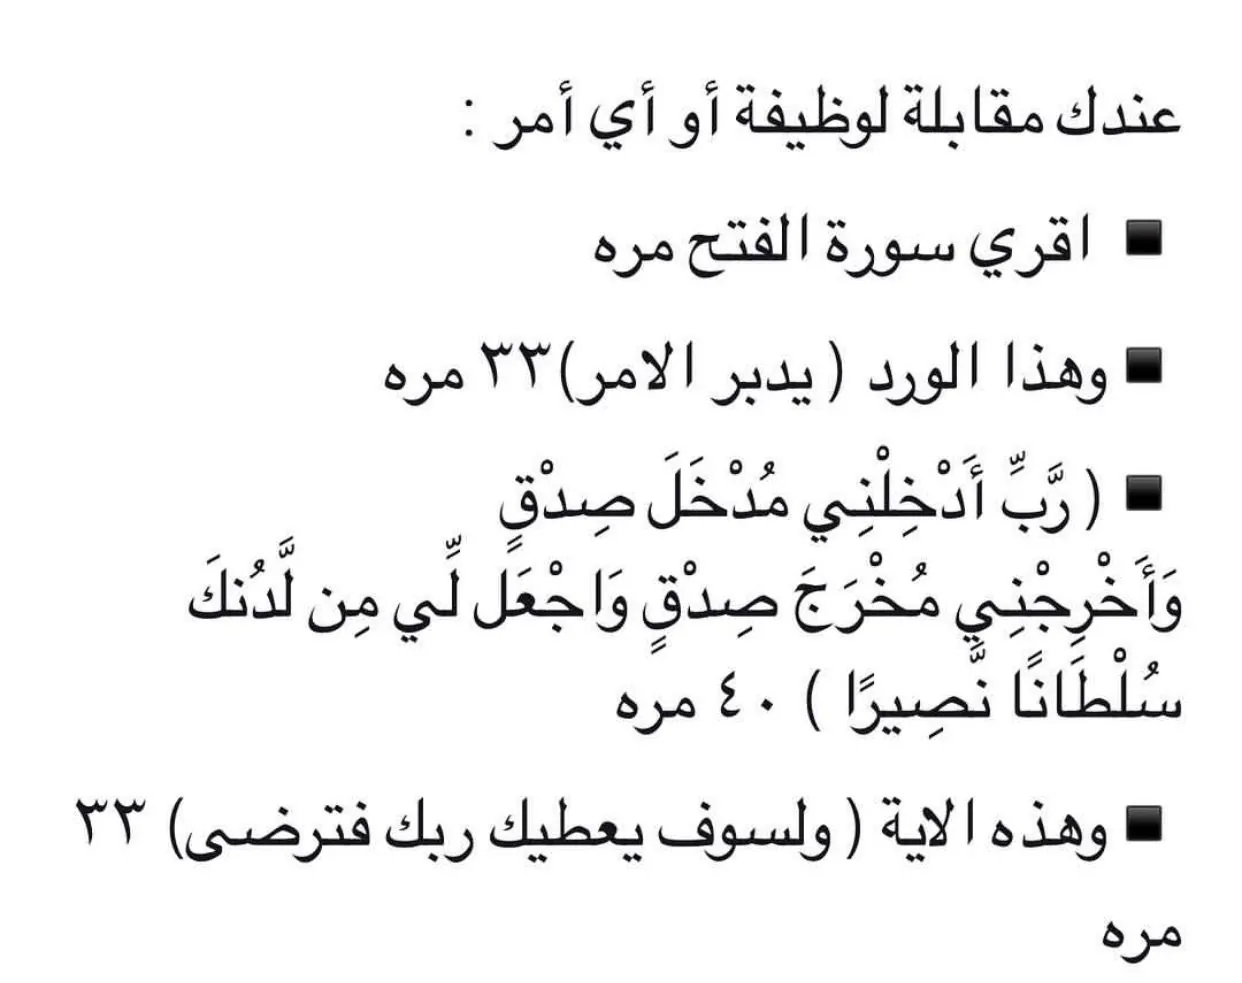 عندك مقابلة لوظيفة أو أي أمر :
▪️ اقري سورة الفتح مره
▪️ وهذا الورد ( يدبر الامر)٣٣ مره
▪️ ( رَّبِّ أَدْخِلْنِي مُدْخَلَ صِدْقٍ
وَأَخْرِجْنِي مُخْرَجَ صِدْقٍ وَاجْعَل لِّي مِن لَّدُنكَ
سُلْطَانًا نَّصِيرًا ) ٤٠ مره
▪️ وهذه الاية ( ولسوف يعطيك ربك فترضى) ٣٣
مره